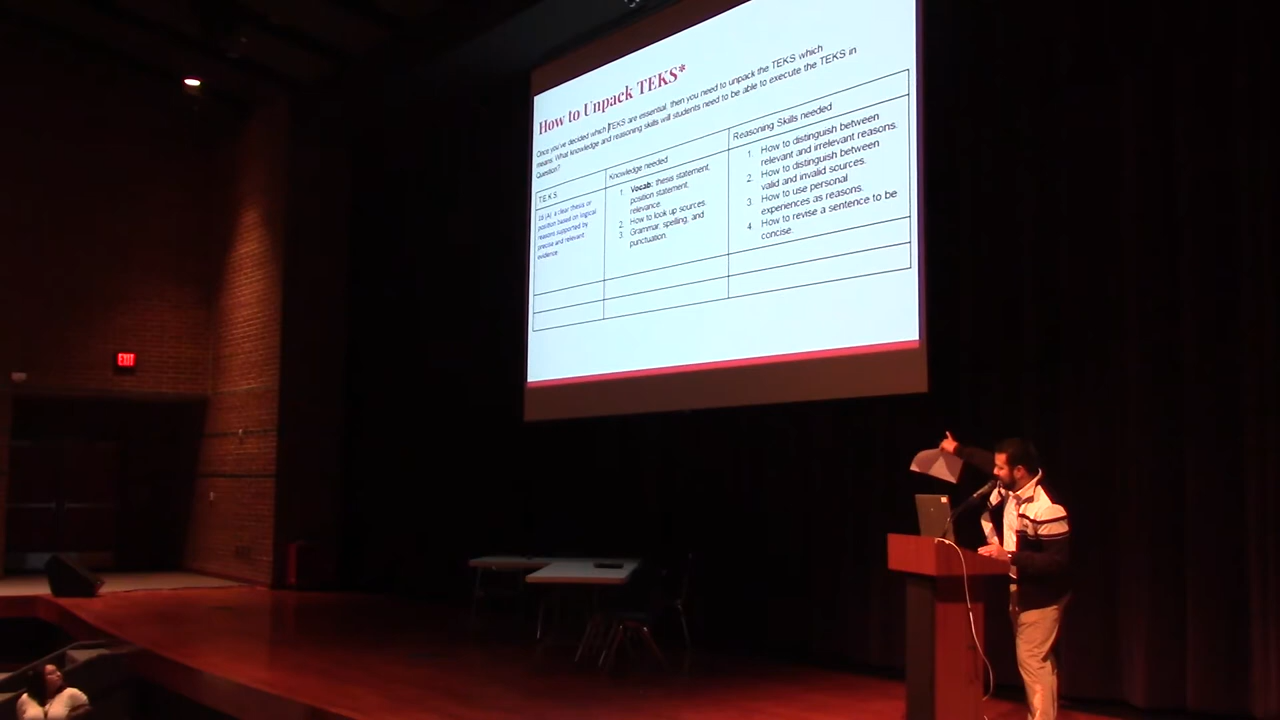 How to Unpack TEKS*
Once you've decided which TEKS are essential, then you need to unpack the TEKS which
means: What knowledge and reasoning skills will students need to be able to execute the TEKS in
Question?
TEKS
Knowledge needed
Reasoning Skills needed
(A) a clear thesis or
position based on logical
reasons supported by
precise and relevant
evidence
1. Vocab: thesis statement,
position statement,
relevance.
2. How to look up sources.
3. Grammar, spelling, and
punctuation.
1. How to distinguish between
relevant and irrelevant reasons.
2. How to distinguish between
valid and invalid sources.
3. How to use personal
experiences as reasons.
4. How to revise a sentence to be
concise.
EXIT